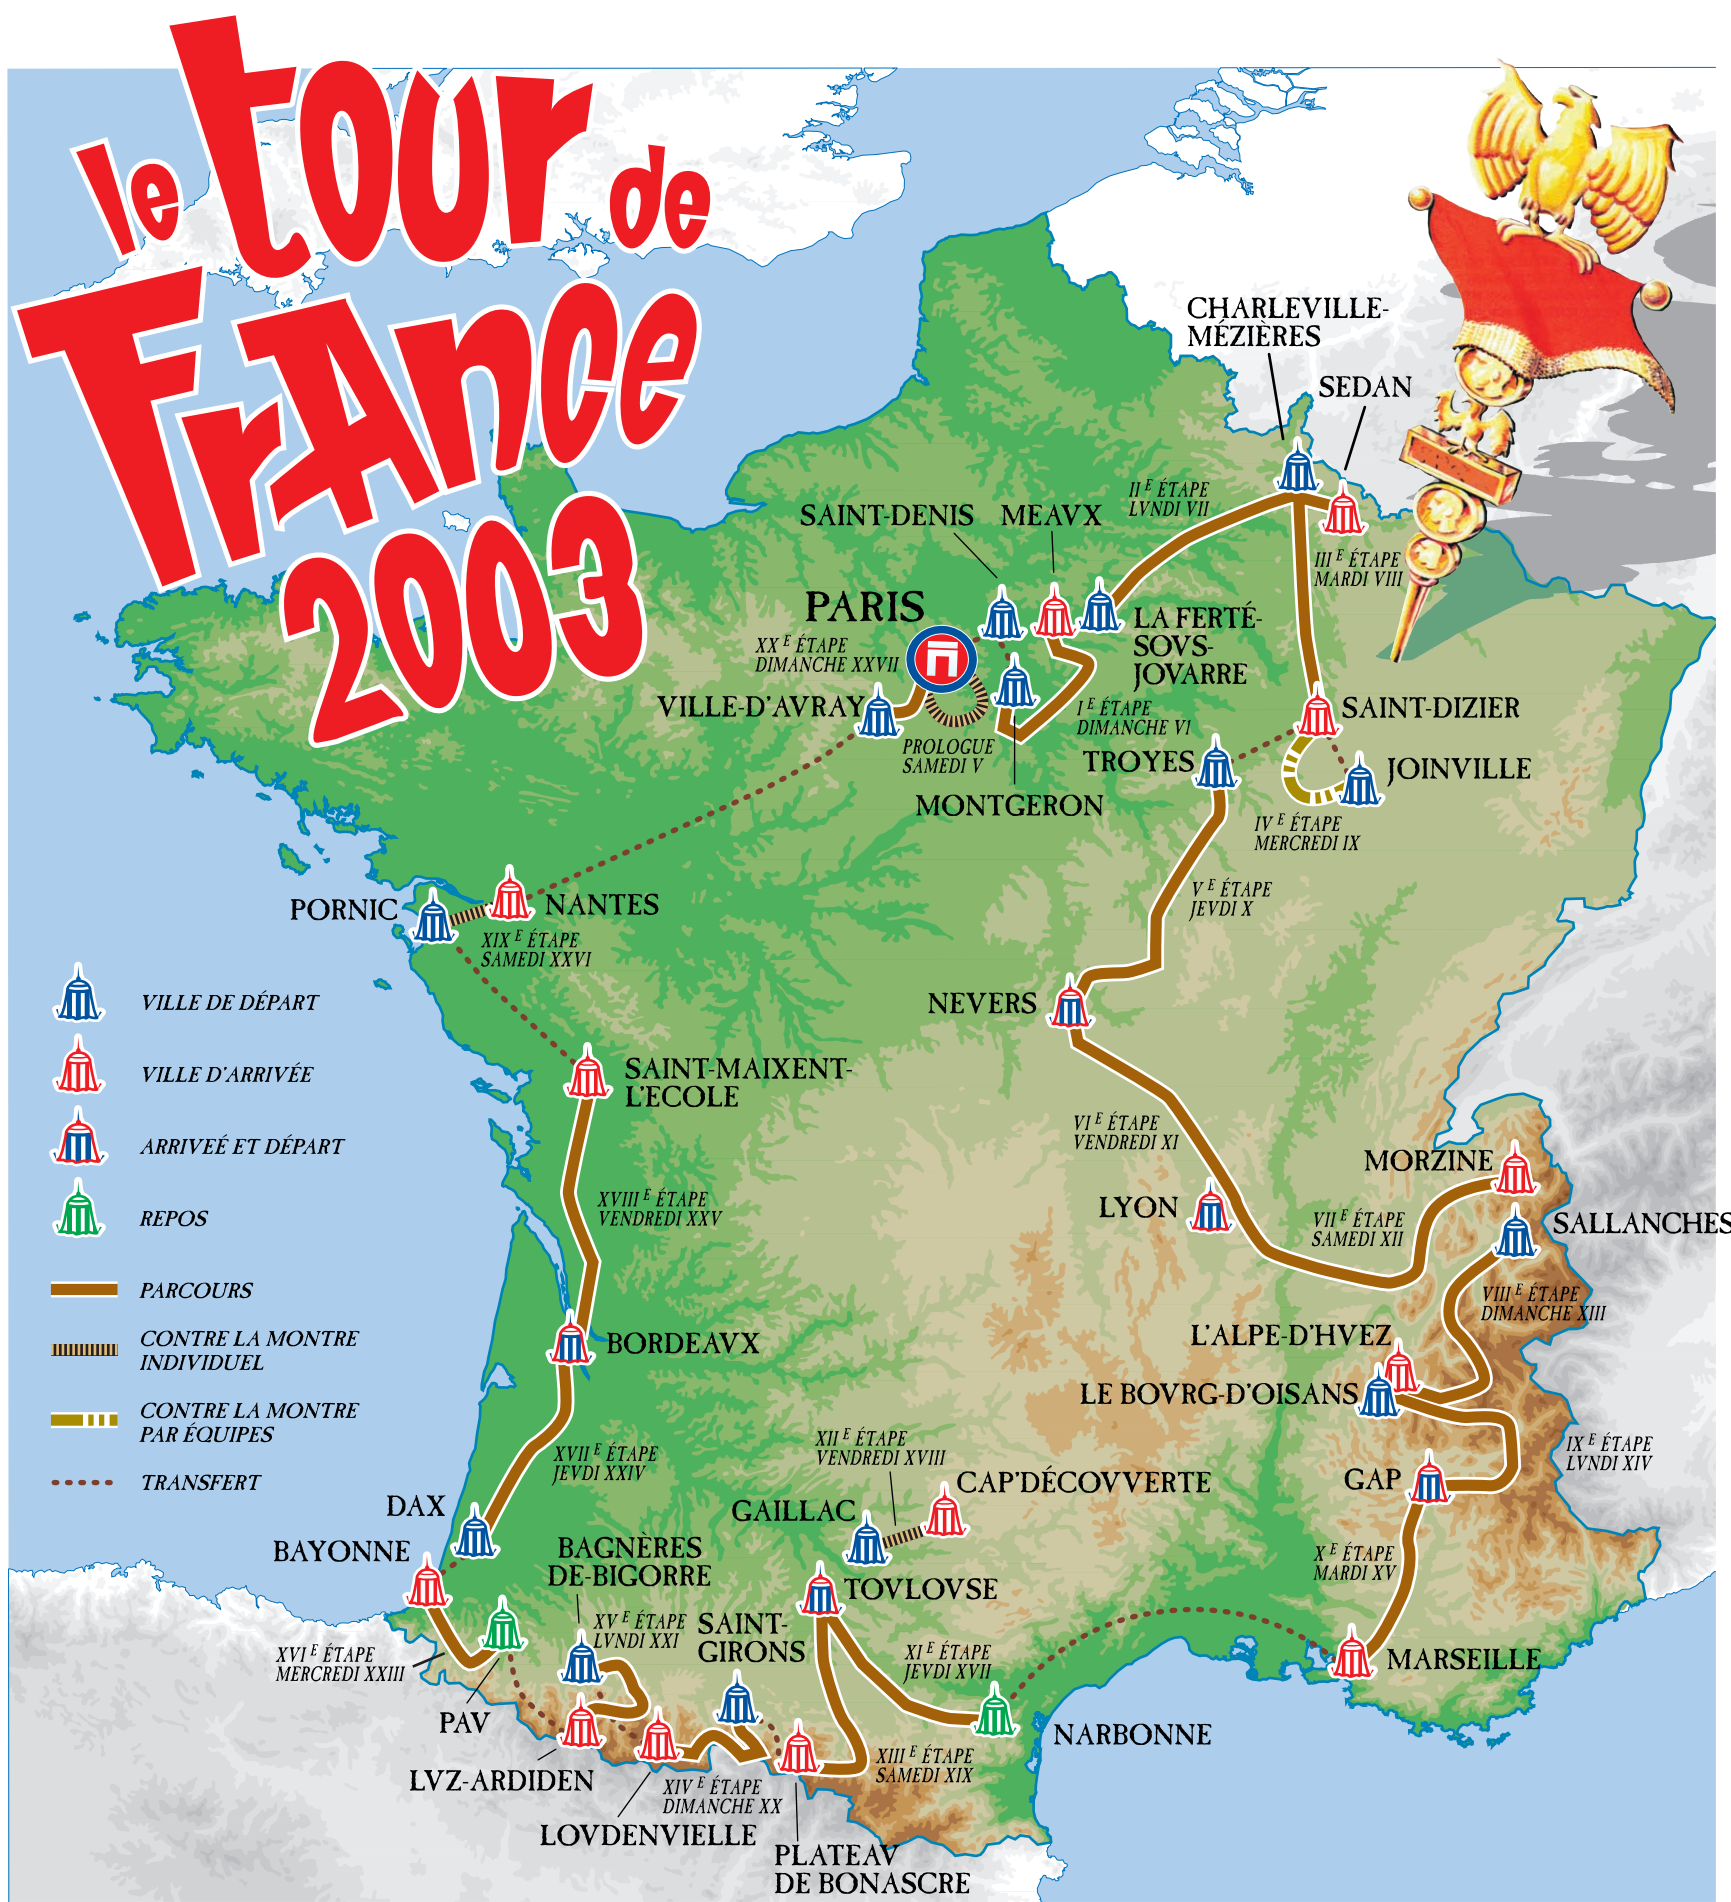 le tour de
France
2003
CHARLEVILLE-
MÉZIÈRES
SEDAN
II E ÉTAPE
LVNDI VII
SAINT-DENIS
MEAVX
III E ÉTAPE
MARDI VIII
PARIS
XX E ÉTAPE
DIMANCHE XXVII
LA FERTÉ-
SOVS-
JOVARRE
VILLE-D'AVRAY
I E ÉTAPE
DIMANCHE VI
SAINT-DIZIER
PROLOGUE
SAMEDI V
TROYES
JOINVILLE
MONTGERON
IV E ÉTAPE
MERCREDI IX
V E ÉTAPE
JEVDI X
PORNIC
NANTES
XIX E ÉTAPE
SAMEDI XXVI
NEVERS
VILLE DE DÉPART
VILLE D'ARRIVÉE
ARRIVEÉ ET DÉPART
REPOS
PARCOURS
CONTRE LA MONTRE
INDIVIDUEL
CONTRE LA MONTRE
PAR ÉQUIPES
TRANSFERT
SAINT-MAIXENT-
L'ECOLE
VI E ÉTAPE
VENDREDI XI
MORZINE
XVIII E ÉTAPE
VENDREDI XXV
LYON
VII E ÉTAPE
SAMEDI XII
SALLANCHES
VIII E ÉTAPE
DIMANCHE XIII
BORDEAVX
L'ALPE-D'HVEZ
LE BOVRG-D'OISANS
XVII E ÉTAPE
JEVDI XXIV
XII E ÉTAPE
VENDREDI XVIII
IX E ÉTAPE
LVNDI XIV
GAP
CAP'DÉCOVVERTE
DAX
GAILLAC
BAYONNE
BAGNÈRES
DE-BIGORRE
X E ÉTAPE
MARDI XV
TOVLOVSE
XV E ÉTAPE
LVNDI XXI
SAINT-
GIRONS
XVI E ÉTAPE
MERCREDI XXIII
XI E ÉTAPE
JEVDI XVII
MARSEILLE
PAV
NARBONNE
LVZ-ARDIDEN
XIII E ÉTAPE
SAMEDI XIX
XIV E ÉTAPE
DIMANCHE XX
LOVDENVIELLE
PLATEAV
DE BONASCRE